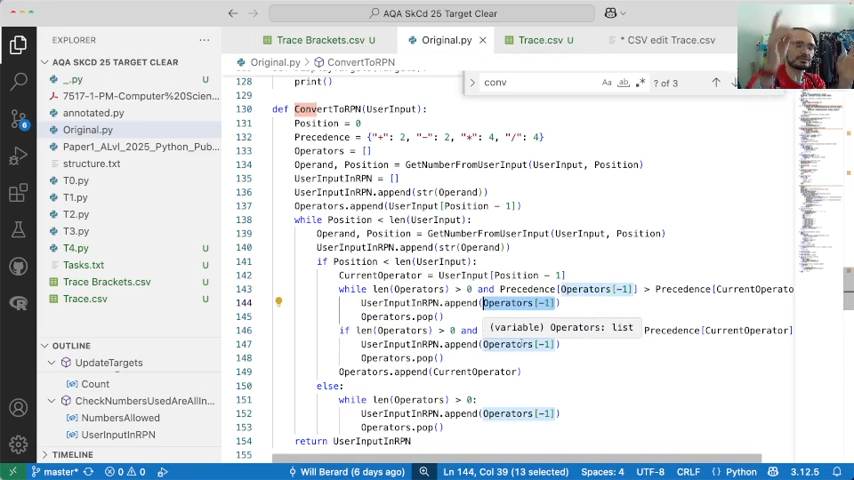 AQA SkCd 25 Target Clear
EXPLORER
AQA SKCD 25 TARGET CLEAR
_.py
7517-1-PM-Computer%20Scien...
annotated.py
Original.py
Paper1_ALvl_2025_Python_Pub...
structure.txt
T0.py
T1.py
T2.py
T3.py
T4.py U
Tasks.txt U
Trace Brackets.csv U
Trace.csv U
OUTLINE
UpdateTargets
Count
CheckNumbersUsedAreAllIn...
NumbersAllowed
UserInputInRPN
TIMELINE
Trace Brackets.csv U
Original.py
Trace.csv U
* CSV edit Trace.csv
Original.py > ConvertToRPN
conv
Aa ab .* ? of 3
128 print()
129
130 def ConvertToRPN(UserInput):
131 Position = 0
132 Precedence = {"+": 2, "-": 2, "*": 4, "/": 4}
133 Operators = []
134 Operand, Position = GetNumberFromUserInput(UserInput, Position)
135 UserInputInRPN = []
136 UserInputInRPN.append(str(Operand))
137 Operators.append(UserInput[Position - 1])
138 while Position < len(UserInput):
139 Operand, Position = GetNumberFromUserInput(UserInput, Position)
140 UserInputInRPN.append(str(Operand))
141 if Position < len(UserInput):
142 CurrentOperator = UserInput[Position - 1]
143 while len(Operators) > 0 and Precedence[Operators[-1]] > Precedence[CurrentOperato
144 UserInputInRPN.append(Operators[-1])
145 Operators.pop()
146 if len(Operators) > 0 and Precedence[CurrentOperator]
(variable) Operators: list
147 UserInputInRPN.append(Operators[-1])
148 Operators.pop()
149 Operators.append(CurrentOperator)
150 else:
151 while len(Operators) > 0:
152 UserInputInRPN.append(Operators[-1])
153 Operators.pop()
154 return UserInputInRPN
155
6
master* 0 0 Will Berard (6 days ago) Ln 144, Col 39 (13 selected) Spaces: 4 UTF-8 CRLF Python 3.12.5